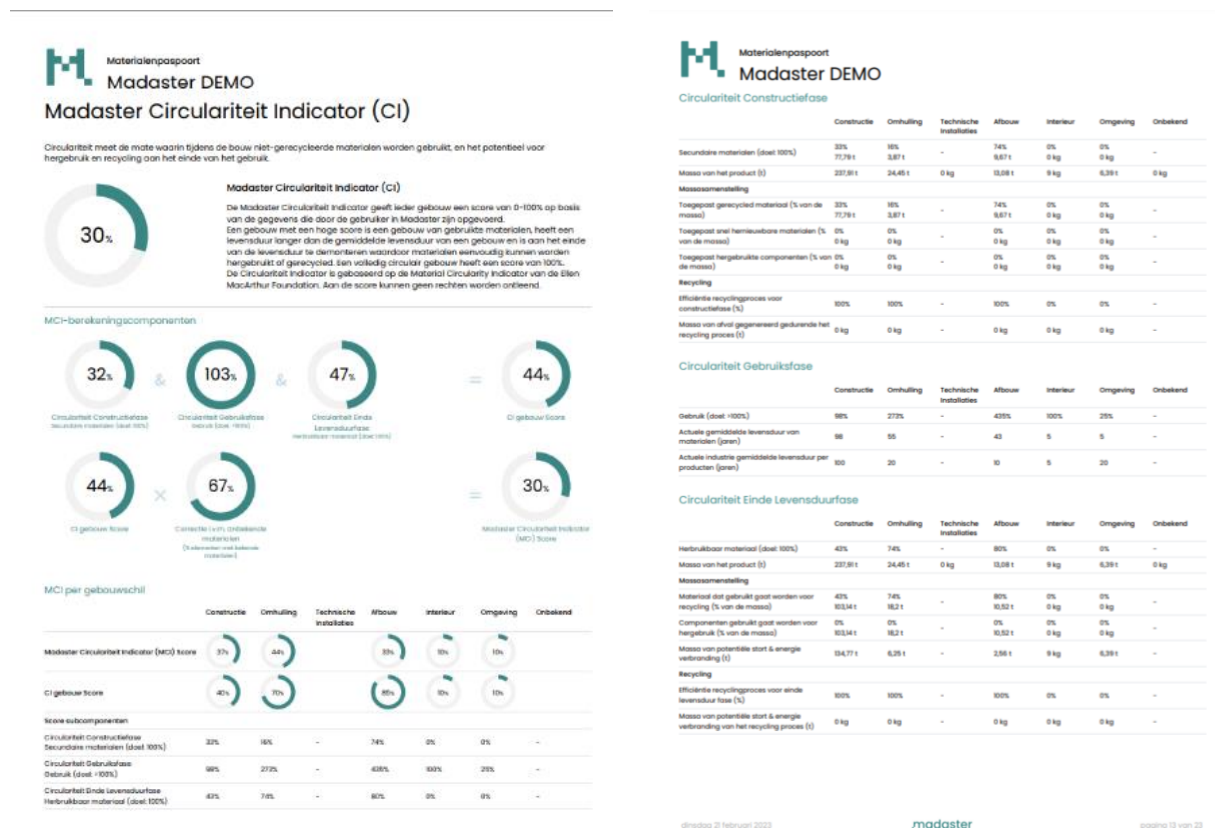 Materialenpaspoort
Madaster DEMO
Madaster Circulariteit Indicator (CI)
Circulariteit meet de mate waarin tijdens de bouw niet-gerecycleerde materialen worden gebruikt, en het potentieel voor
hergebruik en recycling aan het einde van het gebruik.
30%
Madaster Circulariteit Indicator (CI)
De Madaster Circulariteit Indicator geeft ieder gebouw een score van 0-100% op basis
van de gegevens die door de gebruiker in Madaster zijn opgevoerd.
Een gebouw met een hoge score is een gebouw van gebruikte materialen, heeft een
levensduur langer dan de gemiddelde levensduur van een gebouw en is aan het einde
van de levensduur te demonteren waardoor materialen eenvoudig kunnen worden
hergebruikt of gerecycled. Een volledig circulair gebouw heeft een score van 100%.
De Circulariteit Indicator is gebaseerd op de Material Circularity Indicator van de Ellen
MacArthur Foundation. Aan de score kunnen geen rechten worden ontleend.
MCI-berekeningscomponenten
32% & 103% & 47% = 44%
Circulariteit Constructiefase
Secundaire materialen (doel: 100%)
Circulariteit Gebruiksfase
Gebruik (doel: >100%)
Circulariteit Einde
Levensduurfase
Herbruikbaar materiaal (doel: 100%)
CI gebouw Score
44% × 67% = 30%
CI gebouw Score
Correctie i.v.m. onbekende
materialen
(% elementen met bekende
materialen)
Madaster Circulariteit Indicator
(MCI) Score
MCI per gebouwschil
Constructie Omhulling Technische Installaties Afbouw Interieur Omgeving Onbekend
Madaster Circulariteit Indicator (MCI) Score 37% 44% 33% 10% 10%
CI gebouw Score 40% 70% 85% 10% 10%
Score subcomponenten
Circulariteit Constructiefase
Secundaire materialen (doel: 100%) 33% 16% - 74% 0% 0% -
Circulariteit Gebruiksfase
Gebruik (doel: >100%) 98% 273% - 435% 100% 25% -
Circulariteit Einde Levensduurfase
Herbruikbaar materiaal (doel: 100%) 43% 74% - 80% 0% 0% -
Materialenpaspoort
Madaster DEMO
Circulariteit Constructiefase
Constructie Omhulling Technische Installaties Afbouw Interieur Omgeving Onbekend
Secundaire materialen (doel: 100%) 33% 16% - 74% 0% 0% -
77,79 t 3,87 t 9,67 t 0 kg 0 kg
Massa van het product (t) 237,91 t 24,45 t 0 kg 13,08 t 9 kg 6,39 t 0 kg
Massasamenstelling
Toegepast gerecycled materiaal (% van de
massa) 33% 16% - 74% 0% 0% -
77,79 t 3,87 t 9,67 t 0 kg 0 kg
Toegepast snel hernieuwbare materialen (%
van de massa) 0% 0% - 0% 0% 0% -
0 kg 0 kg 0 kg 0 kg 0 kg
Toegepast hergebruikte componenten (% van
de massa) 0% 0% - 0% 0% 0% -
0 kg 0 kg 0 kg 0 kg 0 kg
Recycling
Efficiëntie recyclingproces voor
constructiefase (%) 100% 100% - 100% 0% 0% -
Massa van afval gegenereerd gedurende het
recycling proces (t) 0 kg 0 kg - 0 kg 0 kg 0 kg -
Circulariteit Gebruiksfase
Constructie Omhulling Technische Installaties Afbouw Interieur Omgeving Onbekend
Gebruik (doel: >100%) 98% 273% - 435% 100% 25% -
Actuele gemiddelde levensduur van
materialen (jaren) 98 55 - 43 5 5 -
Actuele industrie gemiddelde levensduur per
producten (jaren) 100 20 - 10 5 20 -
Circulariteit Einde Levensduurfase
Constructie Omhulling Technische Installaties Afbouw Interieur Omgeving Onbekend
Herbruikbaar materiaal (doel: 100%) 43% 74% - 80% 0% 0% -
Massa van het product (t) 237,91 t 24,45 t 0 kg 13,08 t 9 kg 6,39 t 0 kg
Massasamenstelling
Materiaal dat gebruikt gaat worden voor
recycling (% van de massa) 43% 74% - 80% 0% 0% -
103,14 t 18,2 t 10,52 t 0 kg 0 kg
Componenten gebruikt gaat worden voor
hergebruik (% van de massa) 0% 0% - 0% 0% 0% -
103,14 t 18,2 t 10,52 t 0 kg 0 kg
Massa van potentiële stort & energie
verbranding (t) 134,77 t 6,25 t - 2,56 t 9 kg 6,39 t -
Recycling
Efficiëntie recyclingproces voor einde
levensduur fase (%) 100% 100% - 100% 0% 0% -
Massa van potentiële stort & energie
verbranding van het recycling proces (t) 0 kg 0 kg - 0 kg 0 kg 0 kg -
dinsdag 21 februari 2023
madaster
pagina 13 van 23